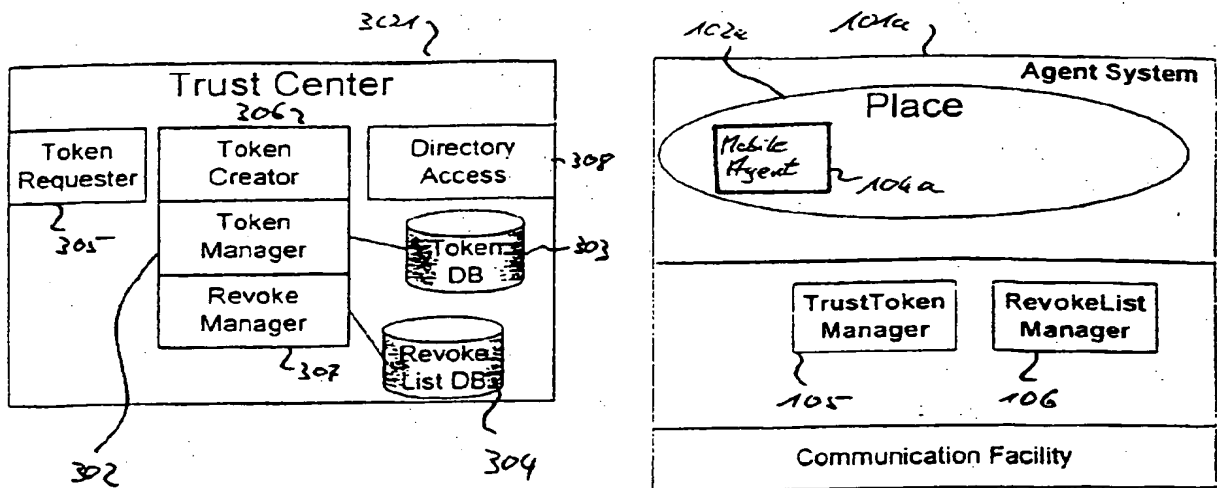 Trust Center
3062
Token
Requester
305
Token
Creator
Token
Manager
Revoke
Manager
307
302
Directory
Access
308
Token
DB
303
Revoke
List DB
304
102a
101a
Agent System
Place
Mobile
Agent
104a
TrustToken
Manager
105
RevokeList
Manager
106
Communication Facility